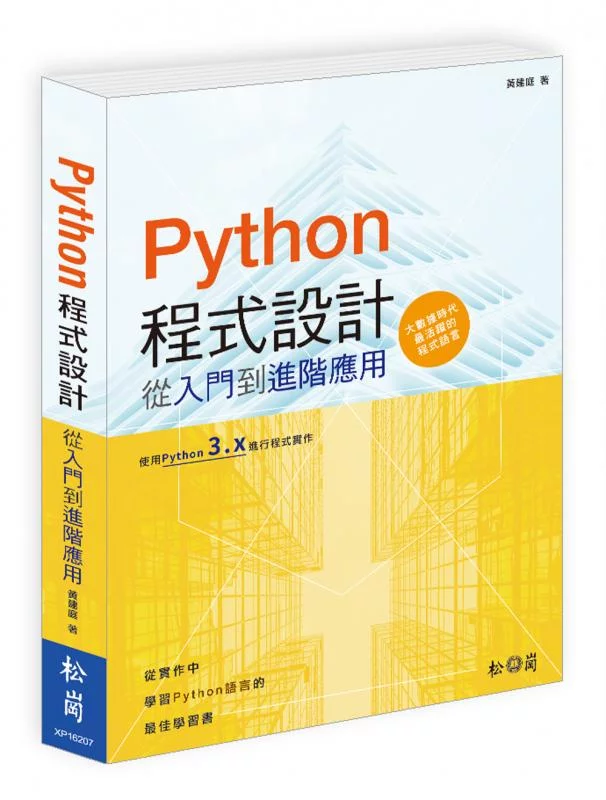 黃建庭 著
Python
程式設計
從入門到進階應用
大數據時代
最活躍的
程式語言
使用Python 3.x進行程式實作
從實作中
學習Python語言的
最佳學習書
松崗
Python 程式設計 從入門到進階應用 黃建庭 著
松崗
XP16207